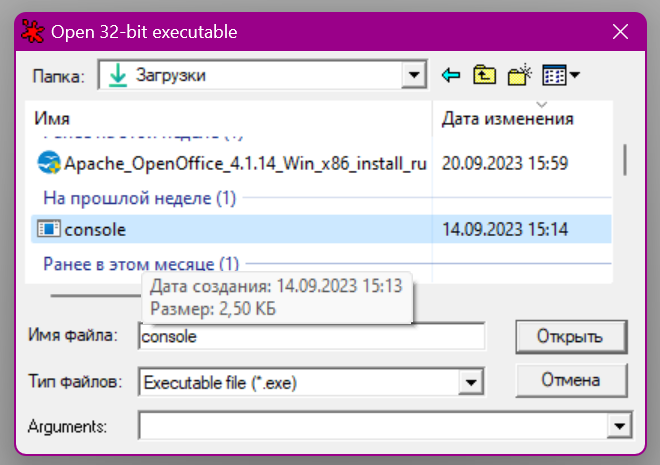 Open 32-bit executable
Папка: Загрузки
Имя Дата изменения
Ранее на этой неделе (1)
Apache_OpenOffice_4.1.14_Win_x86_install_ru 20.09.2023 15:59
На прошлой неделе (1)
console 14.09.2023 15:14
Ранее в этом месяце (1)
Дата создания: 14.09.2023 15:13
Размер: 2,50 КБ
Имя файла: console Открыть
Тип файлов: Executable file (*.exe) Отмена
Arguments: